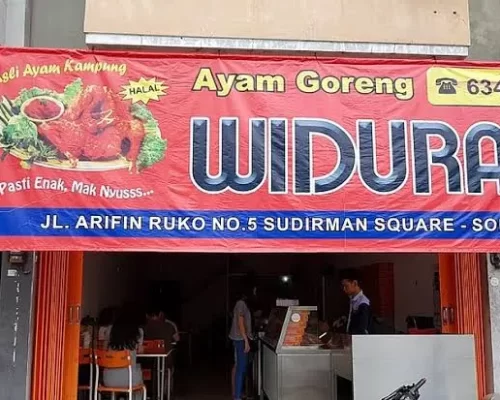 Asli Ayam Kampung
HALAL
Ayam Goreng
☎ 634
WIDURA
Pasti Enak, Mak Nyusss...
JL. ARIFIN RUKO NO.5 SUDIRMAN SQUARE - SO